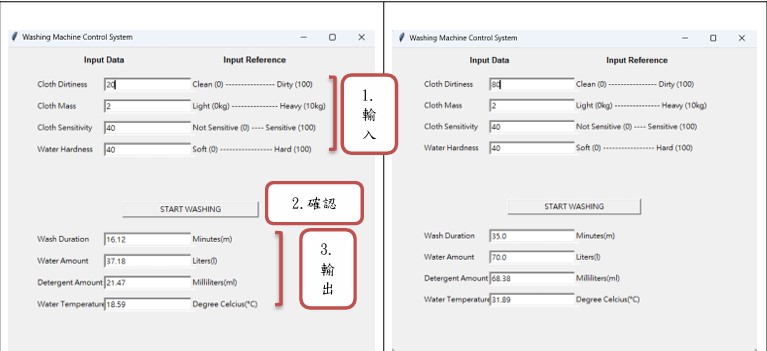 Washing Machine Control System
Input Data Input Reference
Cloth Dirtiness 20 Clean (0) ---------------- Dirty (100)
Cloth Mass 2 Light (0kg) ---------------- Heavy (10kg)
Cloth Sensitivity 40 Not Sensitive (0) ---- Sensitive (100)
Water Hardness 40 Soft (0) ------------------ Hard (100)
1.
輸
入
START WASHING
2.確認
Wash Duration 16.12 Minutes(m)
Water Amount 37.18 Liters(l)
Detergent Amount 21.47 Milliliters(ml)
Water Temperature 18.59 Degree Celcius(°C)
3.
輸
出
Washing Machine Control System
Input Data Input Reference
Cloth Dirtiness 80 Clean (0) ---------------- Dirty (100)
Cloth Mass 2 Light (0kg) ---------------- Heavy (10kg)
Cloth Sensitivity 40 Not Sensitive (0) ---- Sensitive (100)
Water Hardness 40 Soft (0) ------------------ Hard (100)
START WASHING
Wash Duration 35.0 Minutes(m)
Water Amount 70.0 Liters(l)
Detergent Amount 68.38 Milliliters(ml)
Water Temperature 31.89 Degree Celcius(°C)